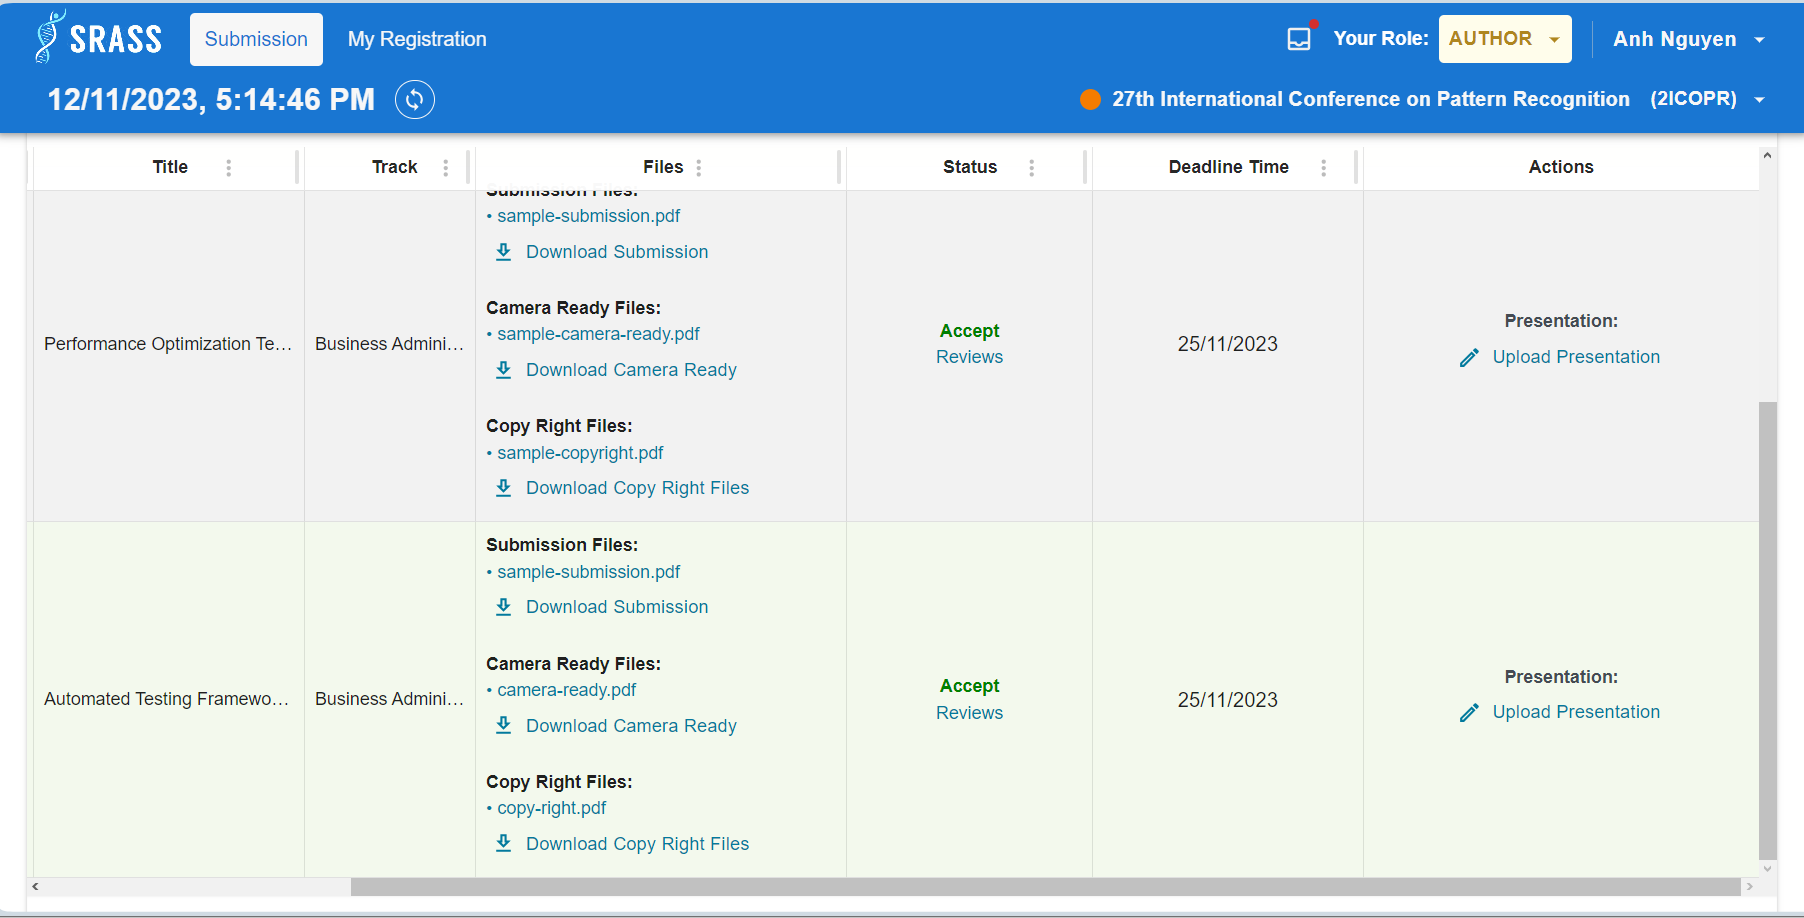 SRASS
Submission
My Registration
Your Role:
AUTHOR
Anh Nguyen
12/11/2023, 5:14:46 PM
27th International Conference on Pattern Recognition (2ICOPR)
Title
Track
Files
Status
Deadline Time
Actions
Submission Files:
• sample-submission.pdf
Download Submission
Camera Ready Files:
• sample-camera-ready.pdf
Download Camera Ready
Copy Right Files:
• sample-copyright.pdf
Download Copy Right Files
Performance Optimization Te...
Business Admini...
Accept
Reviews
25/11/2023
Presentation:
Upload Presentation
Submission Files:
• sample-submission.pdf
Download Submission
Camera Ready Files:
• camera-ready.pdf
Download Camera Ready
Copy Right Files:
• copy-right.pdf
Download Copy Right Files
Automated Testing Framewo...
Business Admini...
Accept
Reviews
25/11/2023
Presentation:
Upload Presentation